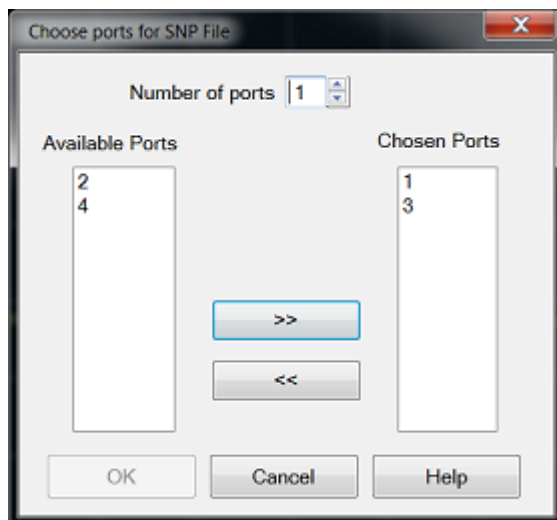 Choose ports for SNP File
X
Number of ports 1
Available Ports
Chosen Ports
2
4
1
3
>>
<<
OK
Cancel
Help